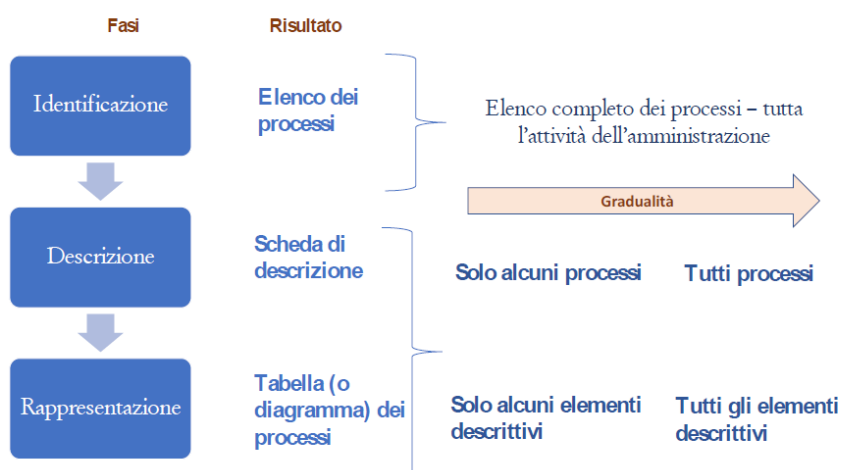 Fasi
Risultato
Identificazione
Elenco dei
processi
Elenco completo dei processi – tutta
l'attività dell'amministrazione
Gradualità
Descrizione
Scheda di
descrizione
Solo alcuni processi
Tutti processi
Rappresentazione
Tabella (o
diagramma) dei
processi
Solo alcuni elementi
descrittivi
Tutti gli elementi
descrittivi